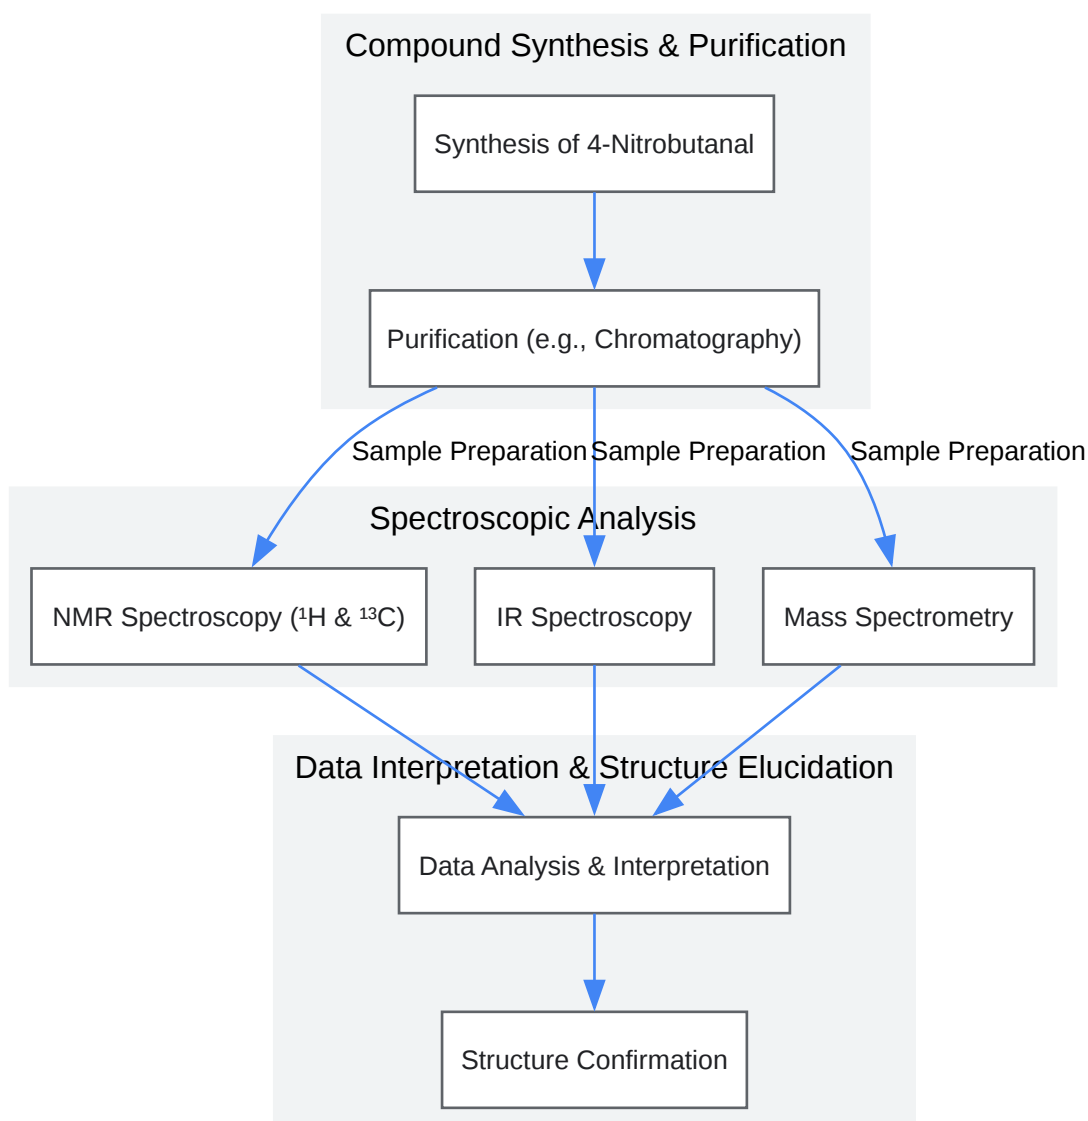 Compound Synthesis & Purification
Synthesis of 4-Nitrobutanal
Purification (e.g., Chromatography)
Sample Preparation
Sample Preparation
Sample Preparation
Spectroscopic Analysis
NMR Spectroscopy (¹H & ¹³C)
IR Spectroscopy
Mass Spectrometry
Data Interpretation & Structure Elucidation
Data Analysis & Interpretation
Structure Confirmation